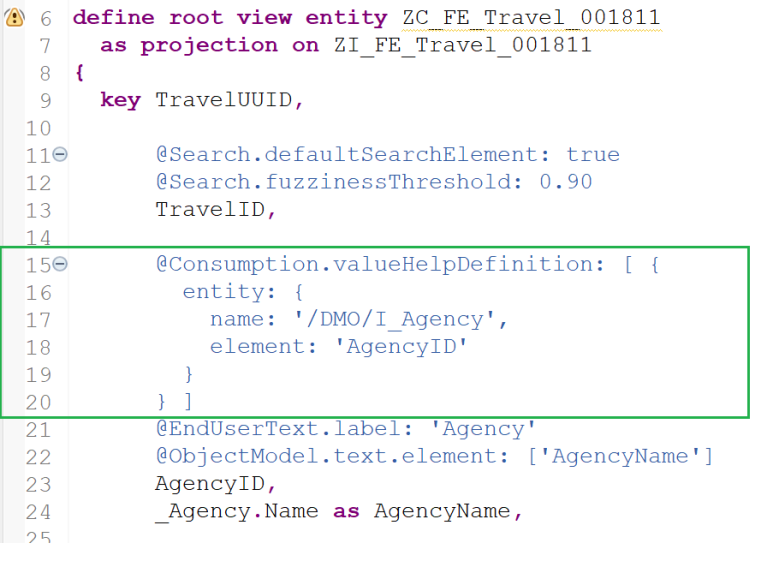 6 define root view entity ZC_FE_Travel_001811
7 as projection on ZI_FE_Travel_001811
8 {
9 key TravelUUID,
10
11 @Search.defaultSearchElement: true
12 @Search.fuzzinessThreshold: 0.90
13 TravelID,
14
15 @Consumption.valueHelpDefinition: [ {
16 entity: {
17 name: '/DMO/I_Agency',
18 element: 'AgencyID'
19 }
20 } ]
21 @EndUserText.label: 'Agency'
22 @ObjectModel.text.element: ['AgencyName']
23 AgencyID,
24 _Agency.Name as AgencyName,
25